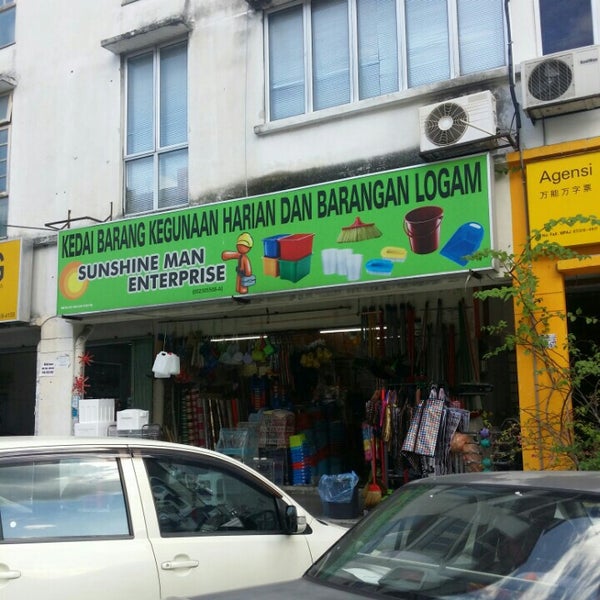 KEDAI BARANG KEGUNAAN HARIAN DAN BARANGAN LOGAM
SUNSHINE MAN
ENTERPRISE
Agensi
万能万字票
G